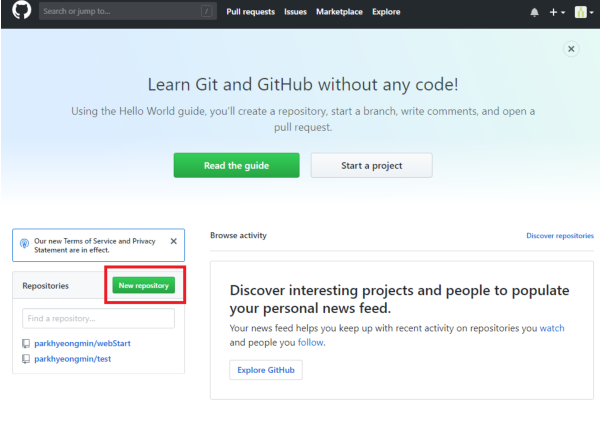 Search or jump to... /
Pull requests Issues Marketplace Explore
Learn Git and GitHub without any code!
Using the Hello World guide, you'll create a repository, start a branch, write comments, and open a
pull request.
Read the guide
Start a project
Our new Terms of Service and Privacy
Statement are in effect.
Browse activity
Discover repositories
Repositories
New repository
Find a repository...
parkhyeongmin/webStart
parkhyeongmin/test
Discover interesting projects and people to populate
your personal news feed.
Your news feed helps you keep up with recent activity on repositories you watch
and people you follow.
Explore GitHub